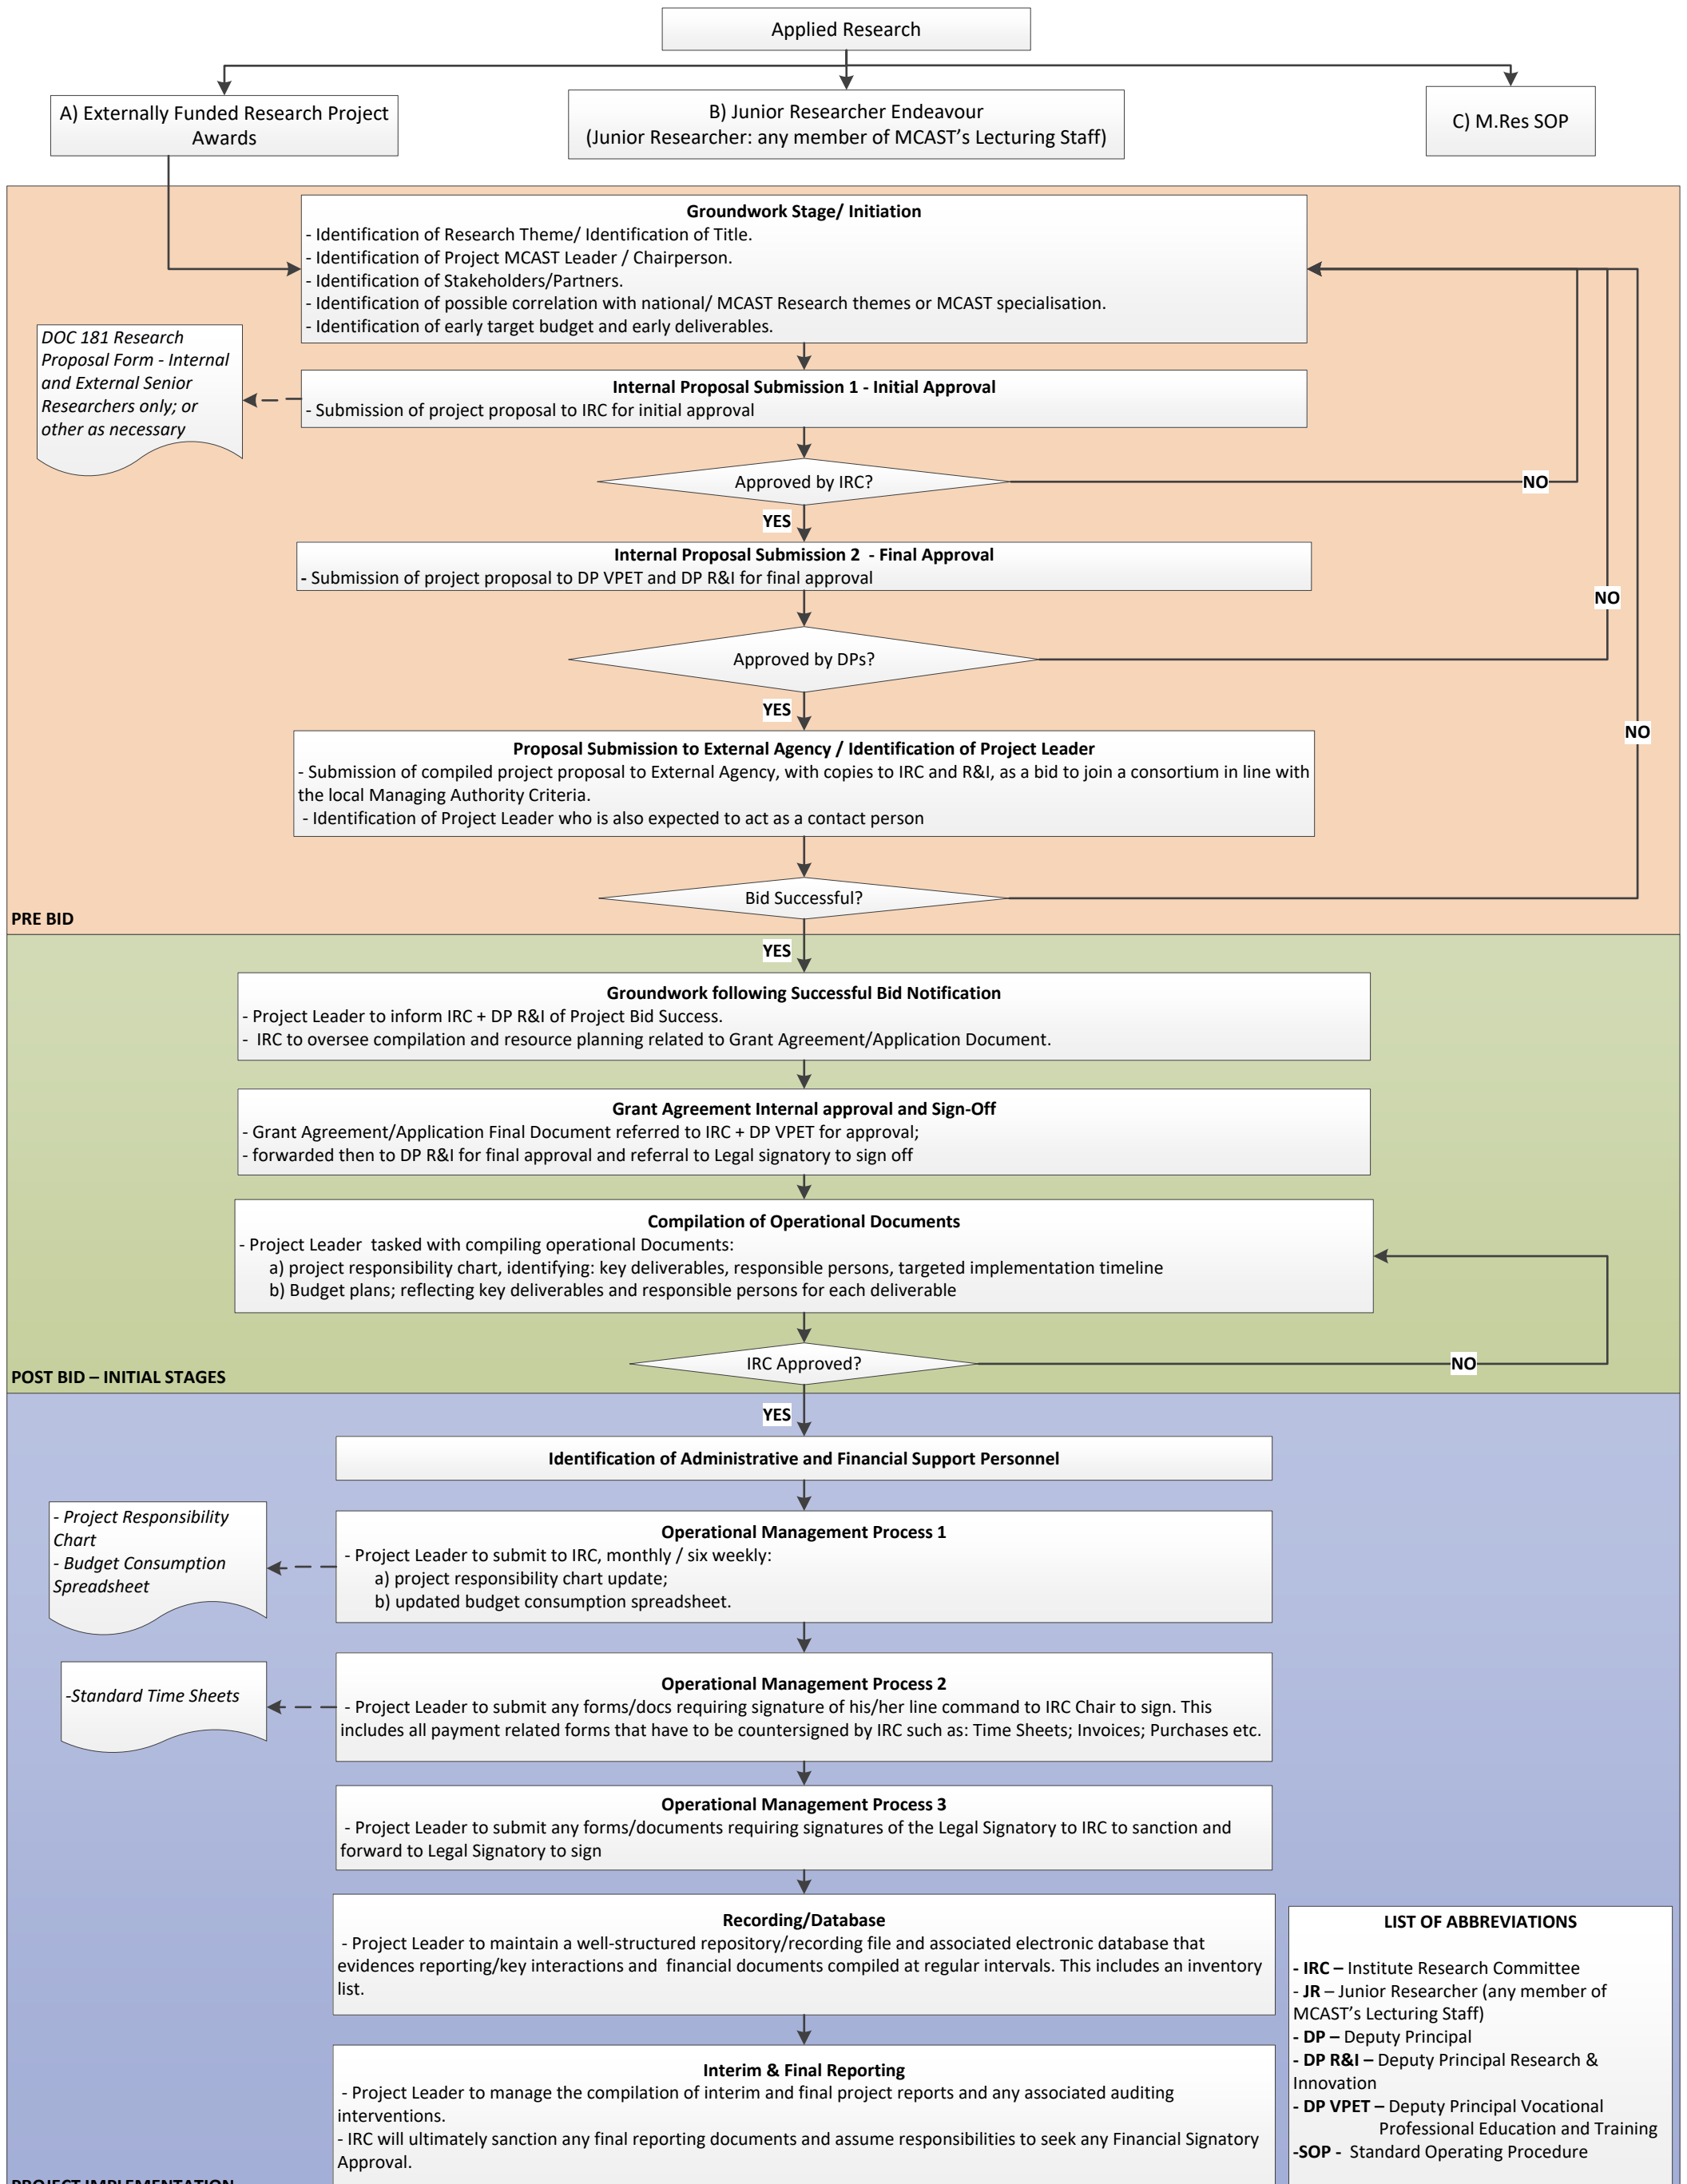 Applied Research
A) Externally Funded Research Project
Awards
B) Junior Researcher Endeavour
(Junior Researcher: any member of MCAST's Lecturing Staff)
C) M.Res SOP
Groundwork Stage/ Initiation
- Identification of Research Theme/ Identification of Title.
- Identification of Project MCAST Leader / Chairperson.
- Identification of Stakeholders/Partners.
- Identification of possible correlation with national/ MCAST Research themes or MCAST specialisation.
- Identification of early target budget and early deliverables.
DOC 181 Research
Proposal Form - Internal
and External Senior
Researchers only; or
other as necessary
Internal Proposal Submission 1 - Initial Approval
- Submission of project proposal to IRC for initial approval
Approved by IRC?
NO
YES
Internal Proposal Submission 2  - Final Approval
- Submission of project proposal to DP VPET and DP R&I for final approval
NO
Approved by DPs?
YES
NO
Proposal Submission to External Agency / Identification of Project Leader
- Submission of compiled project proposal to External Agency, with copies to IRC and R&I, as a bid to join a consortium in line with
the local Managing Authority Criteria.
- Identification of Project Leader who is also expected to act as a contact person
Bid Successful?
PRE BID
YES
Groundwork following Successful Bid Notification
- Project Leader to inform IRC + DP R&I of Project Bid Success.
-  IRC to oversee compilation and resource planning related to Grant Agreement/Application Document.
Grant Agreement Internal approval and Sign-Off
- Grant Agreement/Application Final Document referred to IRC + DP VPET for approval;
- forwarded then to DP R&I for final approval and referral to Legal signatory to sign off
Compilation of Operational Documents
- Project Leader  tasked with compiling operational Documents:
a) project responsibility chart, identifying: key deliverables, responsible persons, targeted implementation timeline
b) Budget plans; reflecting key deliverables and responsible persons for each deliverable
IRC Approved?
NO
POST BID – INITIAL STAGES
YES
Identification of Administrative and Financial Support Personnel
- Project Responsibility
Chart
- Budget Consumption
Spreadsheet
Operational Management Process 1
- Project Leader to submit to IRC, monthly / six weekly:
a) project responsibility chart update;
b) updated budget consumption spreadsheet.
-Standard Time Sheets
Operational Management Process 2
- Project Leader to submit any forms/docs requiring signature of his/her line command to IRC Chair to sign. This
includes all payment related forms that have to be countersigned by IRC such as: Time Sheets; Invoices; Purchases etc.
Operational Management Process 3
- Project Leader to submit any forms/documents requiring signatures of the Legal Signatory to IRC to sanction and
forward to Legal Signatory to sign
Recording/Database
- Project Leader to maintain a well-structured repository/recording file and associated electronic database that
evidences reporting/key interactions and  financial documents compiled at regular intervals. This includes an inventory
list.
Interim & Final Reporting
- Project Leader to manage the compilation of interim and final project reports and any associated auditing
interventions.
- IRC will ultimately sanction any final reporting documents and assume responsibilities to seek any Financial Signatory
Approval.
LIST OF ABBREVIATIONS
- IRC – Institute Research Committee
- JR – Junior Researcher (any member of
MCAST's Lecturing Staff)
- DP – Deputy Principal
- DP R&I – Deputy Principal Research &
Innovation
- DP VPET – Deputy Principal Vocational
Professional Education and Training
-SOP -  Standard Operating Procedure
PROJECT IMPLEMENTATION